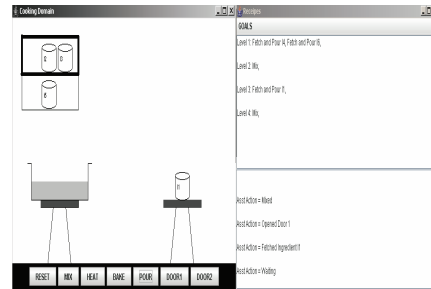 Cooking Domain
Receipes
GOALS
Level 1: Fetch and Pour I4, Fetch and Pour I6,
Level 2: Mix,
Level 3: Fetch and Pour I1,
Level 4: Mix,
I1
Asst Action = Mixed
Asst Action = Opened Door 1
Asst Action = Fetched Ingredient I1
Asst Action = Waiting
RESET
MIX
HEAT
BAKE
POUR
DOOR1
DOOR2